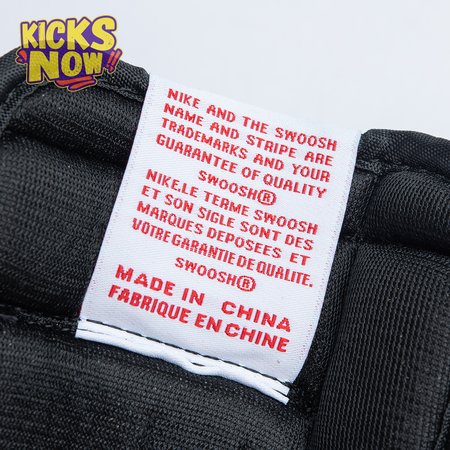 KICKS
NOW
NIKE AND THE SWOOSH
NAME AND STRIPE ARE
TRADEMARKS AND YOUR
GUARANTEE OF QUALITY
SWOOSH®
NIKE.LE TERME SWOOSH
ET SON SIGLE SONT DES
MARQUES DEPOSEES ET
VOTRE GARANTIE DE QUALITE.
SWOOSH®
MADE IN CHINA
FABRIQUE EN CHINE